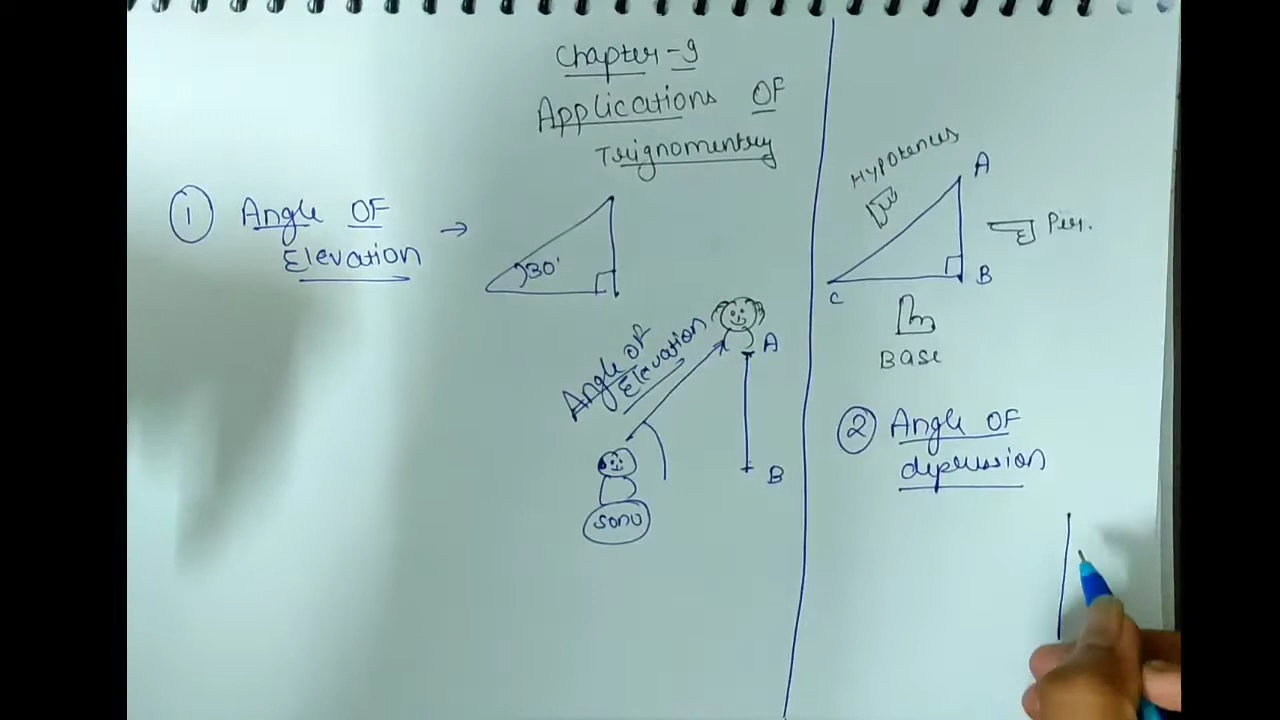 Chapter-9
Applications OF
Trignomentry
1 Angle OF
Elevation →
30'
Angle OF
Elevation
A
B
SONU
Hypotenues
A
Per.
B
C
Base
2 Angle OF
depression